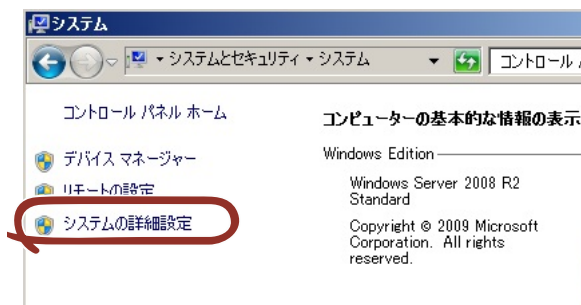 システム
システムとセキュリティ システム
コントロール
コントロール パネル ホーム
デバイス マネージャー
リモートの設定
システムの詳細設定
コンピューターの基本的な情報の表示
Windows Edition
Windows Server 2008 R2
Standard
Copyright © 2009 Microsoft
Corporation. All rights
reserved.